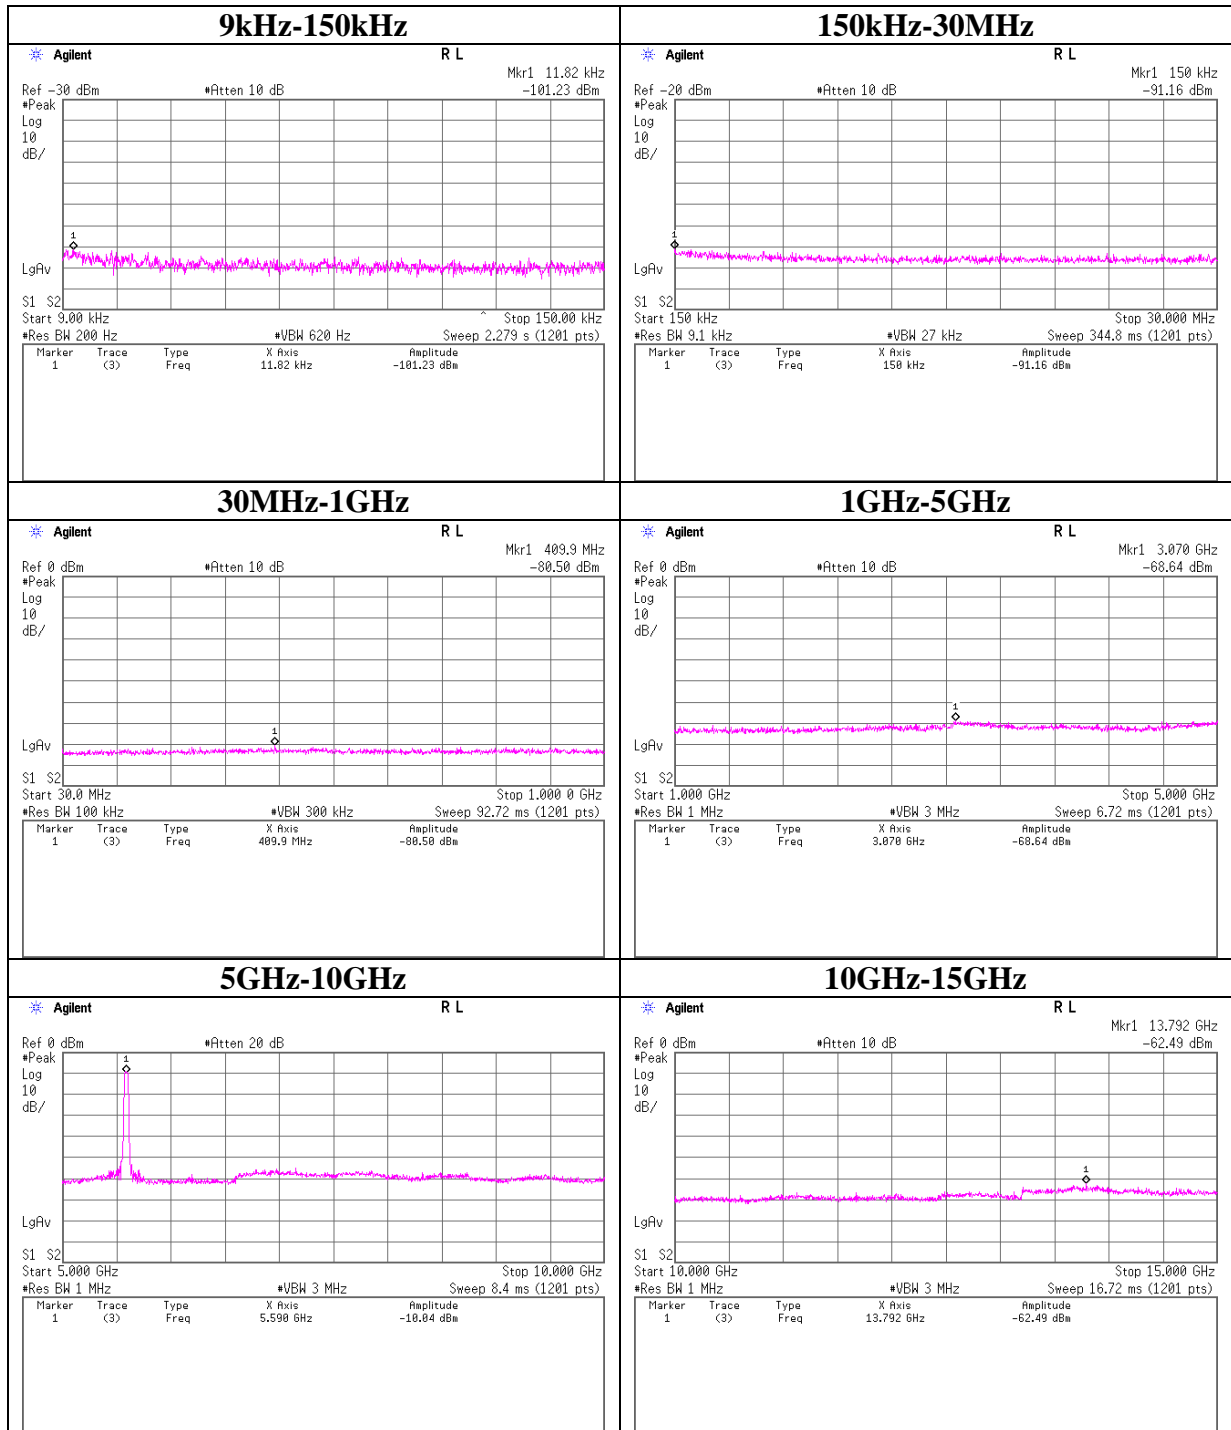 9kHz-150kHz
Agilent R L
Mkr1 11.82 kHz
Ref -30 dBm #Atten 10 dB -101.23 dBm
#Peak
Log
10
dB/
1
LgAv
S1 S2
Start 9.00 kHz ^ Stop 150.00 kHz
#Res BW 200 Hz #VBW 620 Hz Sweep 2.279 s (1201 pts)
Marker Trace Type X Axis Amplitude
1 (3) Freq 11.82 kHz -101.23 dBm
150kHz-30MHz
Agilent R L
Mkr1 150 kHz
Ref -20 dBm #Atten 10 dB -91.16 dBm
#Peak
Log
10
dB/
1
LgAv
S1 S2
Start 150 kHz Stop 30.000 MHz
#Res BW 9.1 kHz #VBW 27 kHz Sweep 344.8 ms (1201 pts)
Marker Trace Type X Axis Amplitude
1 (3) Freq 150 kHz -91.16 dBm
30MHz-1GHz
Agilent R L
Mkr1 409.9 MHz
Ref 0 dBm #Atten 10 dB -80.50 dBm
#Peak
Log
10
dB/
1
LgAv
S1 S2
Start 30.0 MHz Stop 1.000 0 GHz
#Res BW 100 kHz #VBW 300 kHz Sweep 92.72 ms (1201 pts)
Marker Trace Type X Axis Amplitude
1 (3) Freq 409.9 MHz -80.50 dBm
1GHz-5GHz
Agilent R L
Mkr1 3.070 GHz
Ref 0 dBm #Atten 10 dB -68.64 dBm
#Peak
Log
10
dB/
1
LgAv
S1 S2
Start 1.000 GHz Stop 5.000 GHz
#Res BW 1 MHz #VBW 3 MHz Sweep 6.72 ms (1201 pts)
Marker Trace Type X Axis Amplitude
1 (3) Freq 3.070 GHz -68.64 dBm
5GHz-10GHz
Agilent R L
Ref 0 dBm #Atten 20 dB
#Peak
Log
10
dB/
1
LgAv
S1 S2
Start 5.000 GHz Stop 10.000 GHz
#Res BW 1 MHz #VBW 3 MHz Sweep 8.4 ms (1201 pts)
Marker Trace Type X Axis Amplitude
1 (3) Freq 5.590 GHz -10.04 dBm
10GHz-15GHz
Agilent R L
Mkr1 13.792 GHz
Ref 0 dBm #Atten 10 dB -62.49 dBm
#Peak
Log
10
dB/
1
LgAv
S1 S2
Start 10.000 GHz Stop 15.000 GHz
#Res BW 1 MHz #VBW 3 MHz Sweep 16.72 ms (1201 pts)
Marker Trace Type X Axis Amplitude
1 (3) Freq 13.792 GHz -62.49 dBm